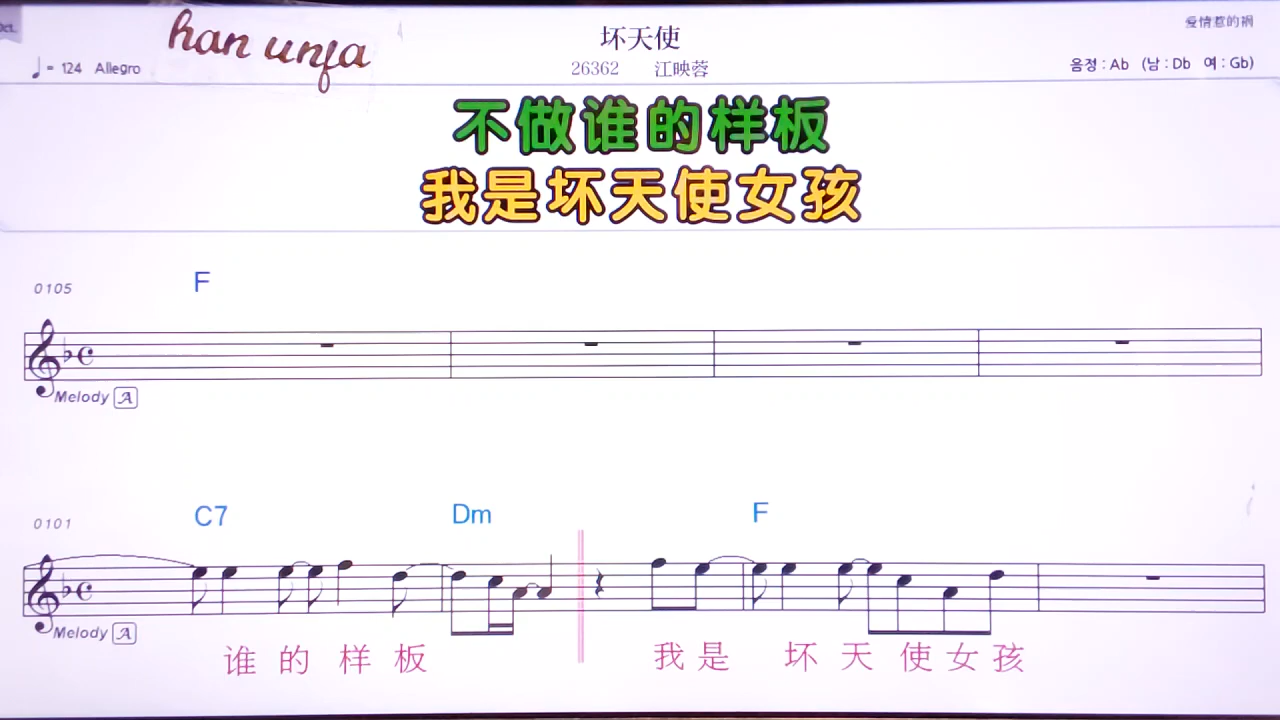 Oct.
han unfa
坏天使
爱情惹的祸
♩= 124 Allegro
26362 江映蓉
음정 : Ab (남 : Db 여 : Gb)
不做谁的样板
我是坏天使女孩
0105
F
Melody A
0101
C7 Dm F
Melody A
谁的样板 我是 坏天使女孩